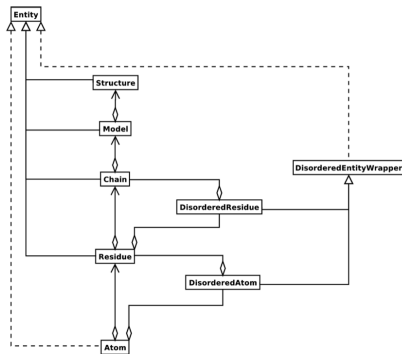 Entity
Structure
Model
DisorderedEntityWrapper
Chain
DisorderedResidue
Residue
DisorderedAtom
Atom